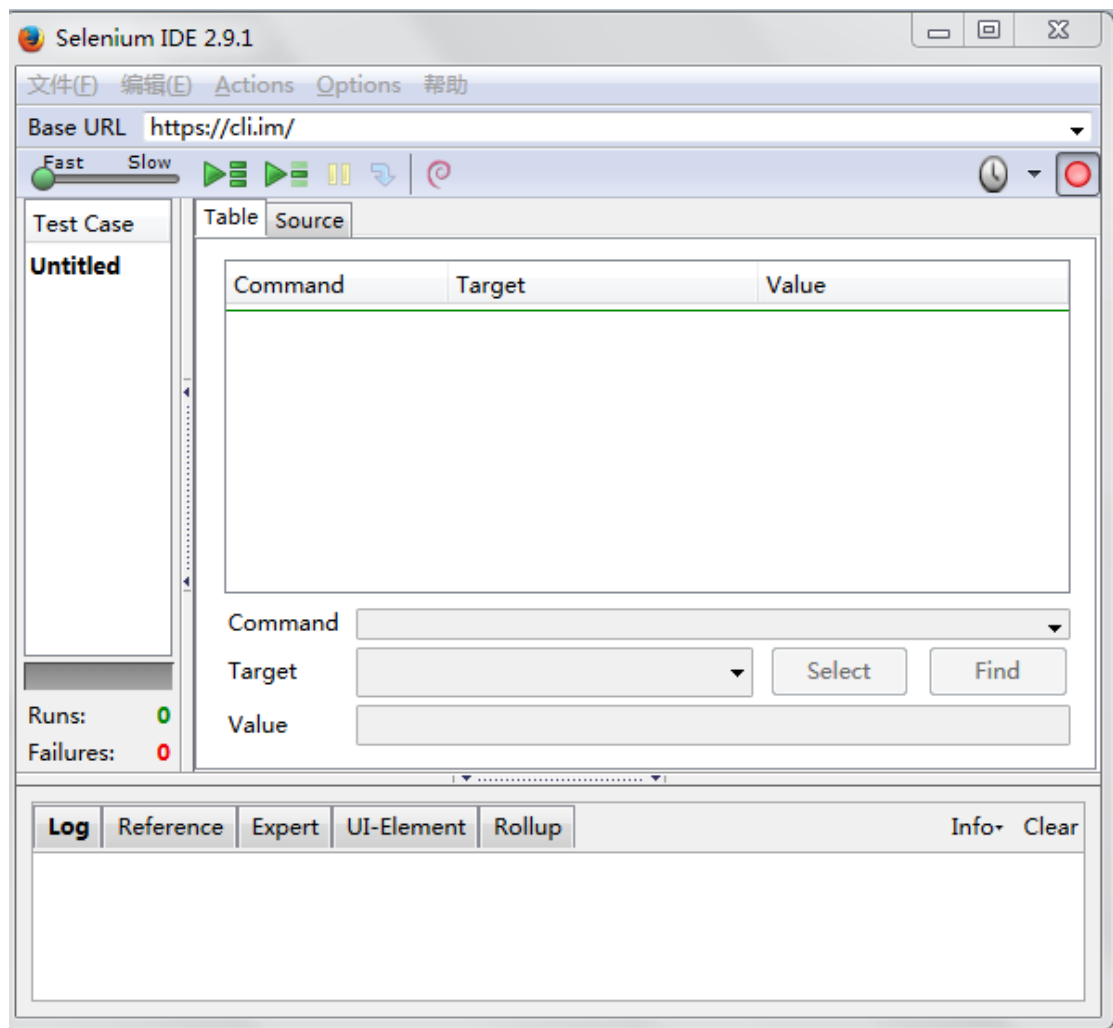 Selenium IDE 2.9.1
文件(F) 编辑(E) Actions Options 帮助
Base URL https://cli.im/
Fast Slow
Test Case
Table Source
Untitled
Command Target Value
Command
Target Select Find
Runs: 0
Value
Failures: 0
Log Reference Expert UI-Element Rollup Info Clear